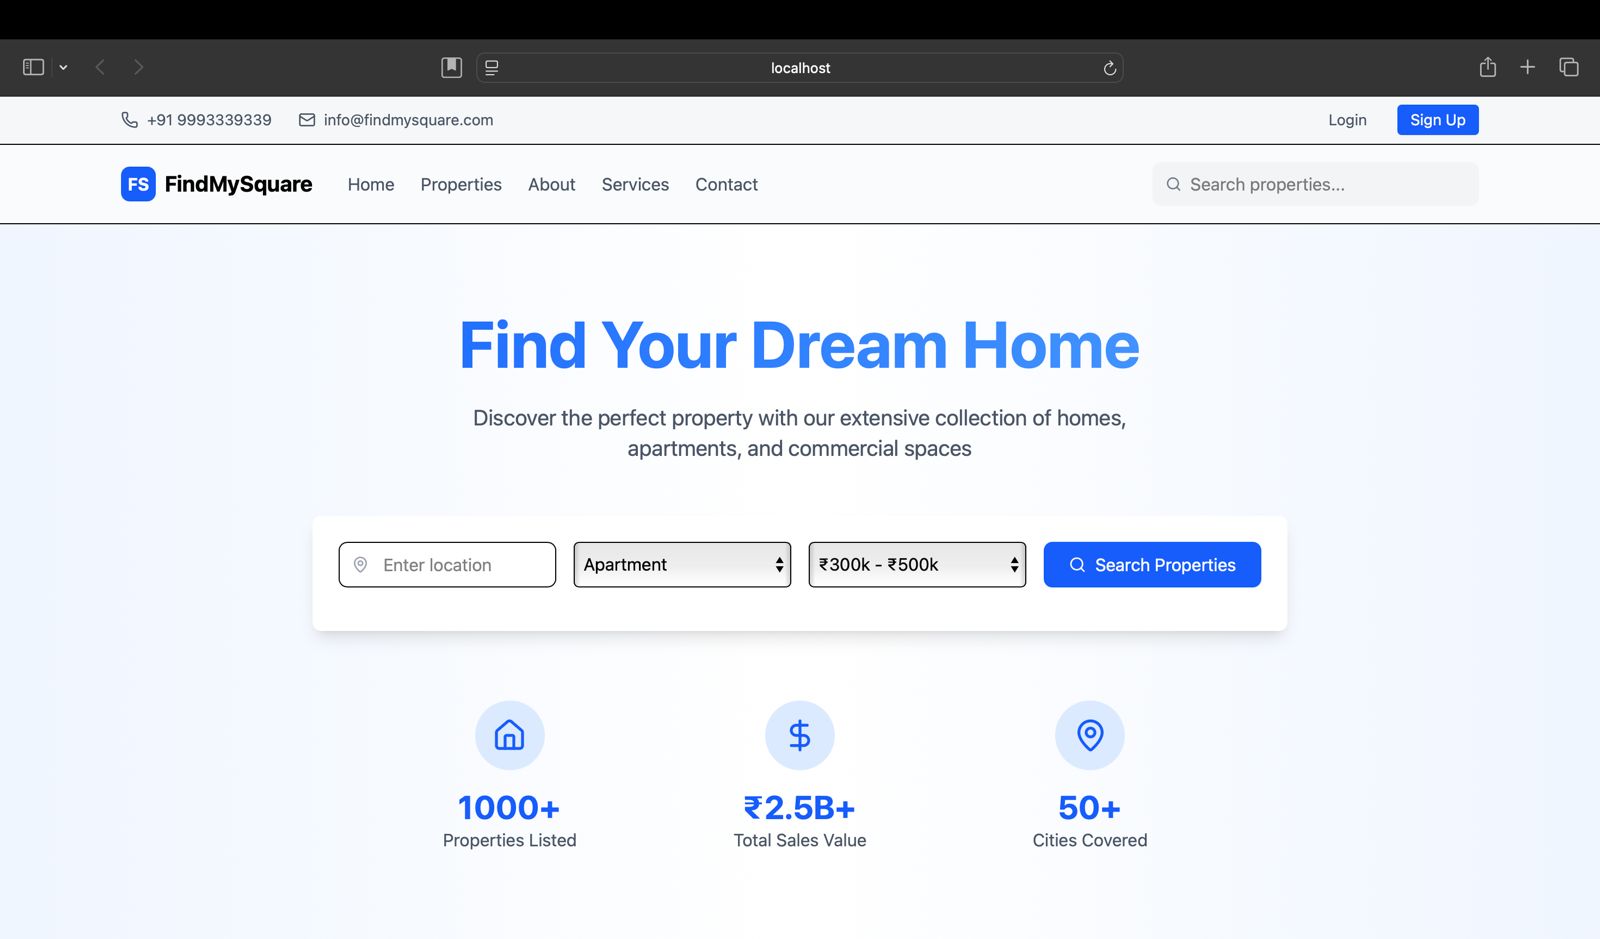 localhost
+91 9993339339 info@findmysquare.com Login Sign Up
FS FindMySquare Home Properties About Services Contact Search properties...
Find Your Dream Home
Discover the perfect property with our extensive collection of homes,
apartments, and commercial spaces
Enter location Apartment ₹300k - ₹500k Search Properties
1000+ ₹2.5B+ 50+
Properties Listed Total Sales Value Cities Covered